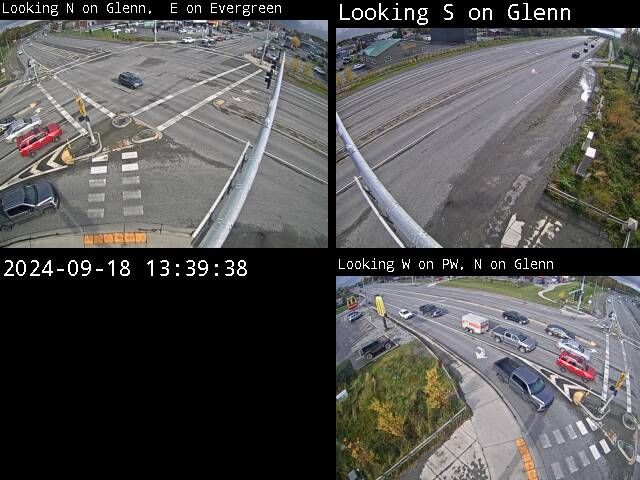 Looking N on Glenn,  E on Evergreen
Looking S on Glenn
2024-09-18 13:39:38
Looking W on PW, N on Glenn